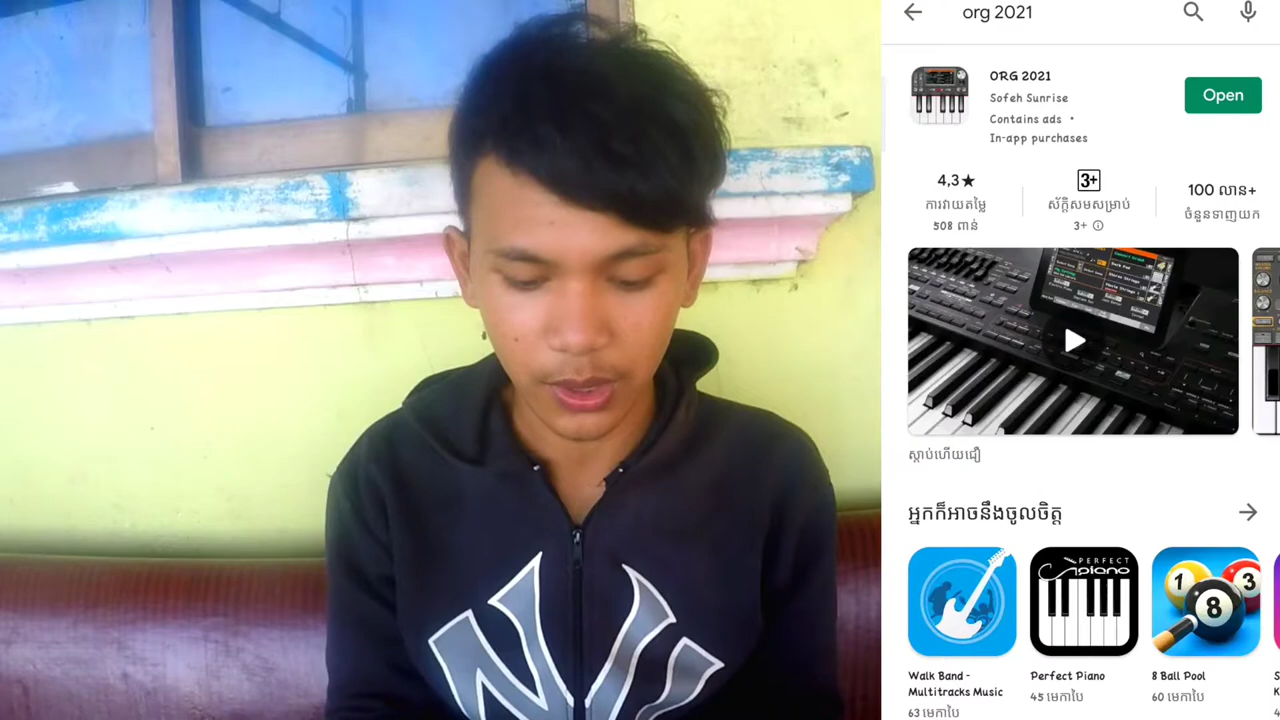 org 2021
ORG 2021
Sofeh Sunrise
Contains ads •
In-app purchases
Open
4,3★
ការវាយតម្លៃ
508 ពាន់
3+
ស័ក្តិសមសម្រាប់
3+
100 លាន+
ចំនួនទាញយក
ស្តាប់ហើយជឿ
អ្នកក៏អាចនឹងចូលចិត្ត
PERFECT
piano
1
3
8
Walk Band -
Multitracks Music
63 មេកាបៃ
Perfect Piano
45 មេកាបៃ
8 Ball Pool
60 មេកាបៃ